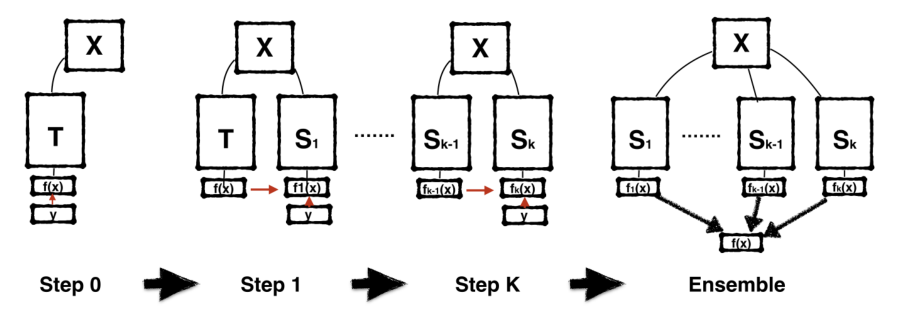 X
T
f(x)
y
Step 0
X
T
S1
f(x)
f1(x)
y
Step 1
.......
X
Sk-1
Sk
fk-1(x)
fk(x)
y
Step K
X
S1
.......
Sk-1
Sk
f1(x)
fk-1(x)
fk(x)
f(x)
Ensemble